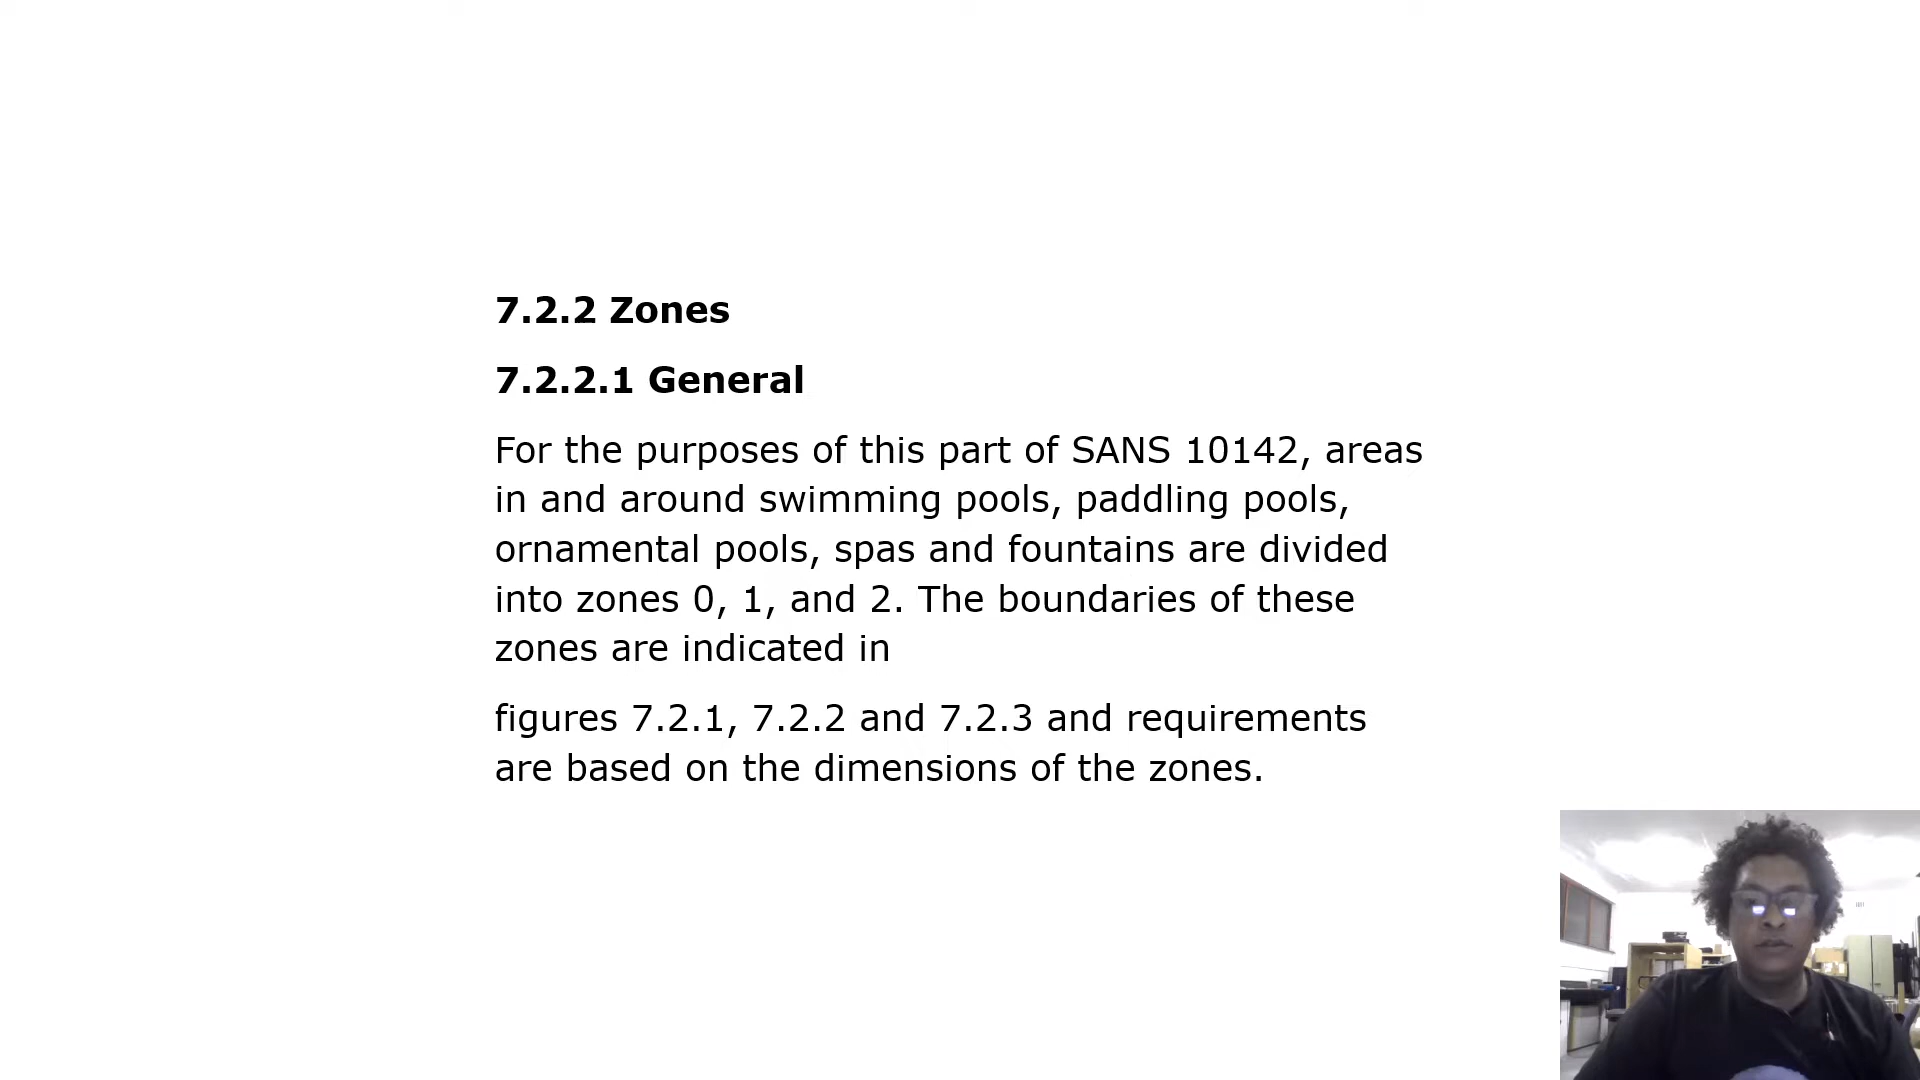 7.2.2 Zones
7.2.2.1 General
For the purposes of this part of SANS 10142, areas
in and around swimming pools, paddling pools,
ornamental pools, spas and fountains are divided
into zones 0, 1, and 2. The boundaries of these
zones are indicated in
figures 7.2.1, 7.2.2 and 7.2.3 and requirements
are based on the dimensions of the zones.